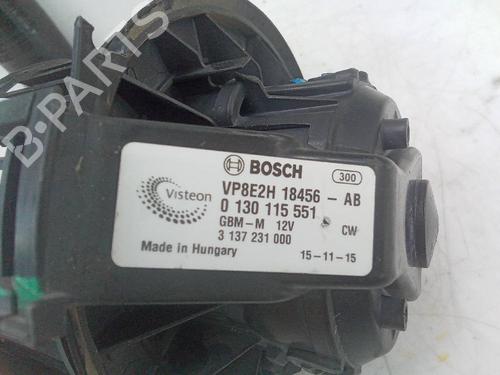 B-PARTS
BOSCH
300
Visteon
VP8E2H 18456 - AB
0 130 115 551
GBM-M 12V
CW
3 137 231 000
Made in Hungary
15-11-15